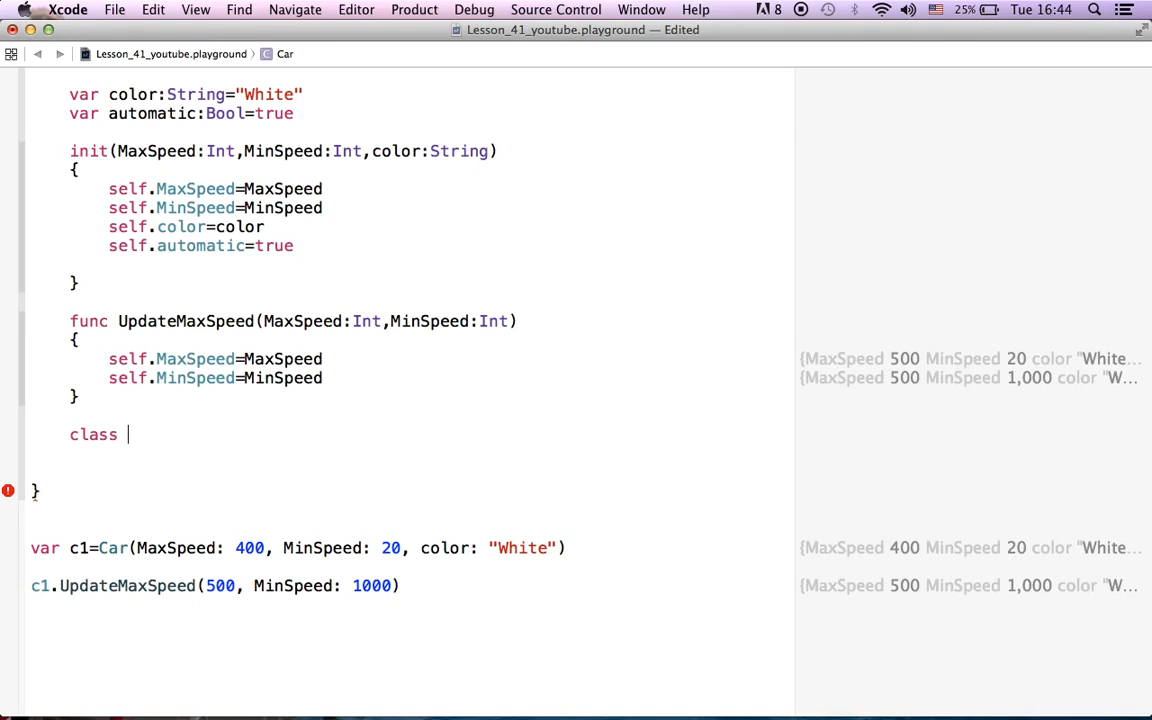 Xcode File Edit View Find Navigate Editor Product Debug Source Control Window Help 8 25% Tue 16:44
Lesson_41_youtube.playground — Edited
Lesson_41_youtube.playground C Car
var color:String="White"
var automatic:Bool=true
init(MaxSpeed:Int,MinSpeed:Int,color:String)
{
self.MaxSpeed=MaxSpeed
self.MinSpeed=MinSpeed
self.color=color
self.automatic=true
}
func UpdateMaxSpeed(MaxSpeed:Int,MinSpeed:Int)
{
self.MaxSpeed=MaxSpeed {MaxSpeed 500 MinSpeed 20 color "White...
self.MinSpeed=MinSpeed {MaxSpeed 500 MinSpeed 1,000 color "W...
}
class
}
var c1=Car(MaxSpeed: 400, MinSpeed: 20, color: "White") {MaxSpeed 400 MinSpeed 20 color "White...
c1.UpdateMaxSpeed(500, MinSpeed: 1000) {MaxSpeed 500 MinSpeed 1,000 color "W...